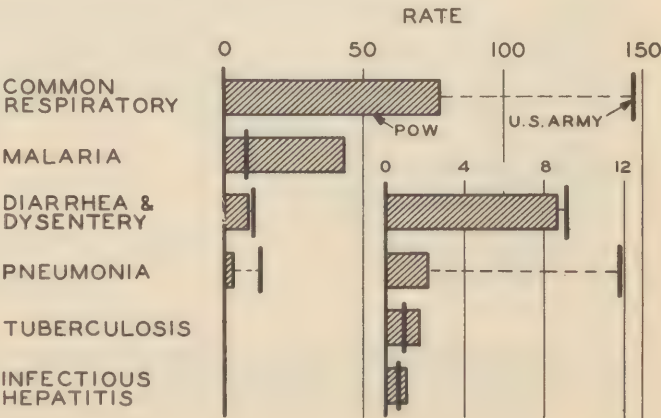 RATE
0 50 100 150
COMMON
RESPIRATORY
POW
U.S. ARMY
MALARIA
0 4 8 12
DIARRHEA &
DYSENTERY
PNEUMONIA
TUBERCULOSIS
INFECTIOUS
HEPATITIS